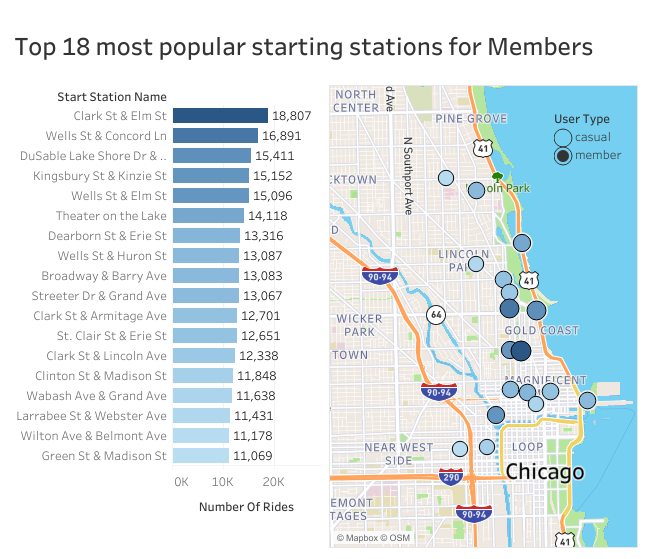 Top 18 most popular starting stations for Members
Start Station Name
Clark St & Elm St 18,807
Wells St & Concord Ln 16,891
DuSable Lake Shore Dr & .. 15,411
Kingsbury St & Kinzie St 15,152
Wells St & Elm St 15,096
Theater on the Lake 14,118
Dearborn St & Erie St 13,316
Wells St & Huron St 13,087
Broadway & Barry Ave 13,083
Streeter Dr & Grand Ave 13,067
Clark St & Armitage Ave 12,701
St. Clair St & Erie St 12,651
Clark St & Lincoln Ave 12,338
Clinton St & Madison St 11,848
Wabash Ave & Grand Ave 11,638
Larrabee St & Webster Ave 11,431
Wilton Ave & Belmont Ave 11,178
Green St & Madison St 11,069
0K 10K 20K
Number Of Rides
NORTH
CENTER
d Ave
PINE GROVE
41
User Type
casual
member
N Southport Ave
CKTOWN
Lincoln Park
D
LINCOLN
PARK
90-94
41
64
WICKER
PARK
GOLD COAST
TOWN
MAGNIFICENT
90-94
NEAR WEST
SIDE
LOOP
Chicago
290
EMONT
TAGES
90-94
41
© Mapbox © OSM